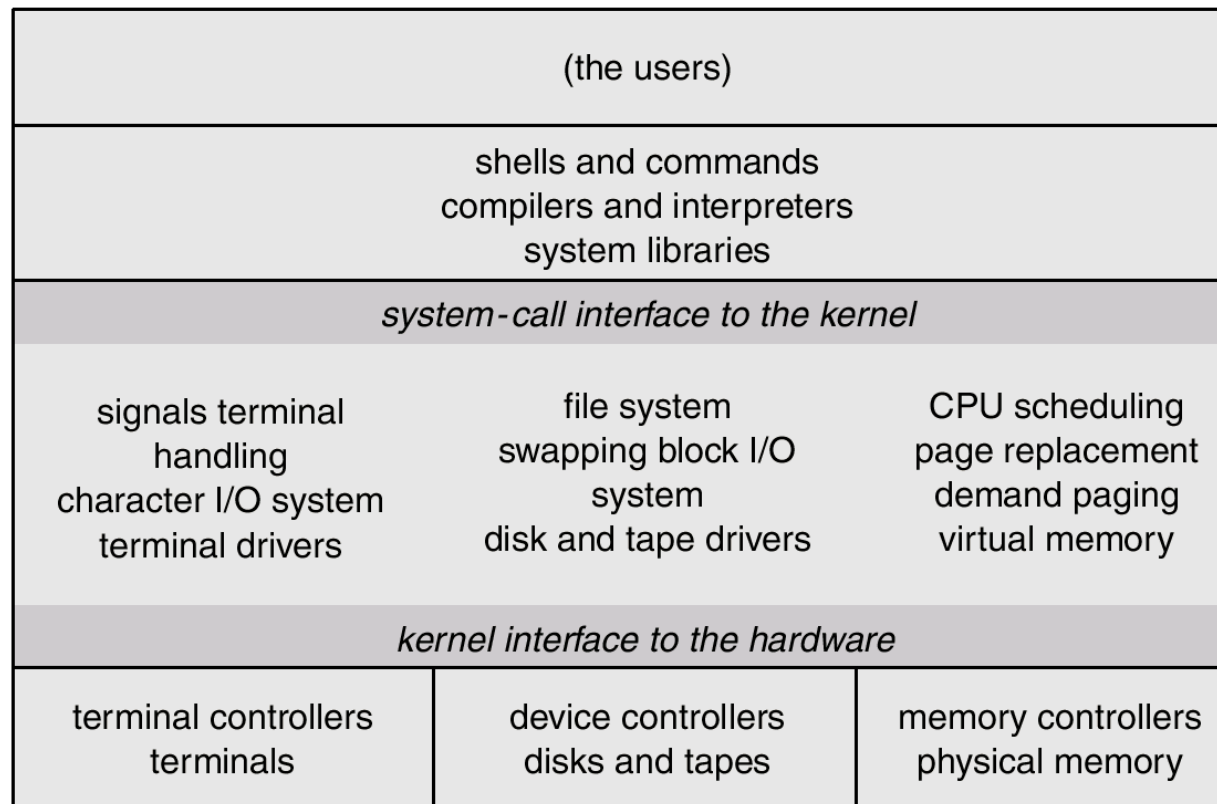 (the users)
shells and commands
compilers and interpreters
system libraries
system-call interface to the kernel
signals terminal
handling
character I/O system
terminal drivers
file system
swapping block I/O
system
disk and tape drivers
CPU scheduling
page replacement
demand paging
virtual memory
kernel interface to the hardware
terminal controllers
terminals
device controllers
disks and tapes
memory controllers
physical memory